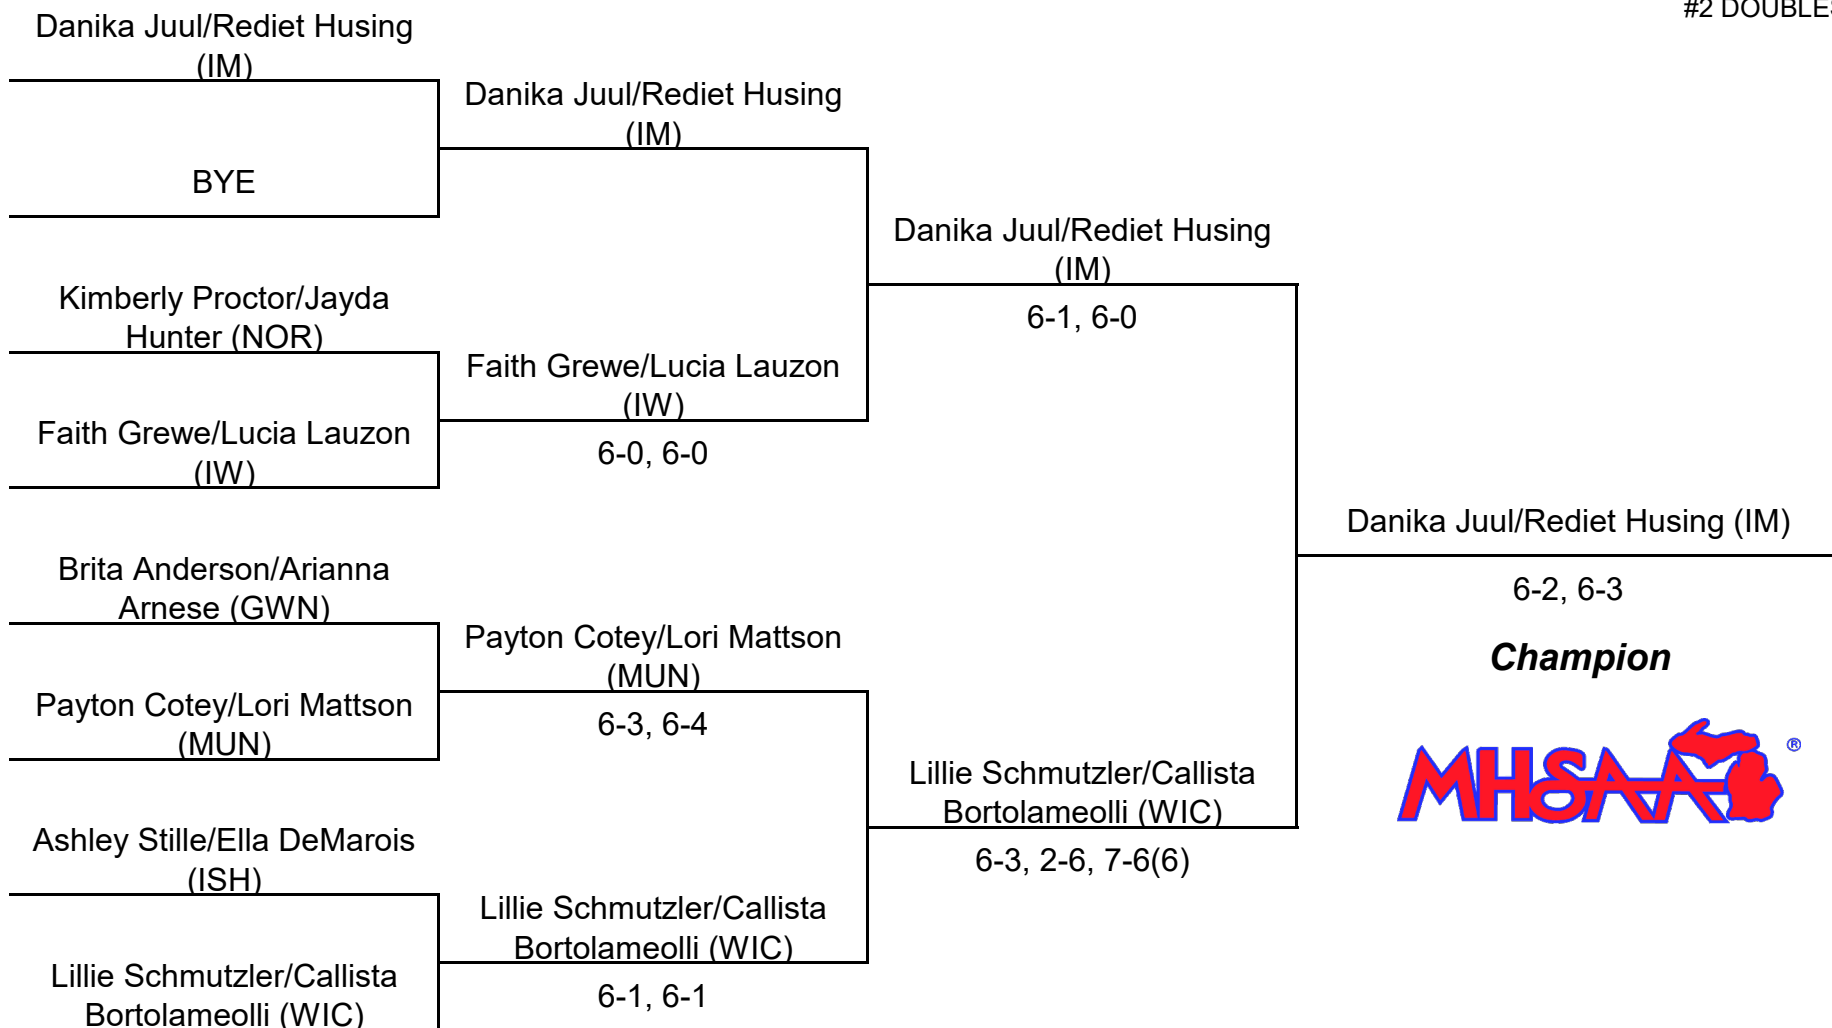 #2 DOUBLES
Danika Juul/Rediet Husing
(IM)
BYE
Kimberly Proctor/Jayda
Hunter (NOR)
Faith Grewe/Lucia Lauzon
(IW)
Brita Anderson/Arianna
Arnese (GWN)
Payton Cotey/Lori Mattson
(MUN)
Ashley Stille/Ella DeMarois
(ISH)
Lillie Schmutzler/Callista
Bortolameolli (WIC)
Danika Juul/Rediet Husing
(IM)
Faith Grewe/Lucia Lauzon
(IW)
6-0, 6-0
Payton Cotey/Lori Mattson
(MUN)
6-3, 6-4
Lillie Schmutzler/Callista
Bortolameolli (WIC)
6-1, 6-1
Danika Juul/Rediet Husing
(IM)
6-1, 6-0
Lillie Schmutzler/Callista
Bortolameolli (WIC)
6-3, 2-6, 7-6(6)
Danika Juul/Rediet Husing (IM)
6-2, 6-3
Champion
MHSAA®